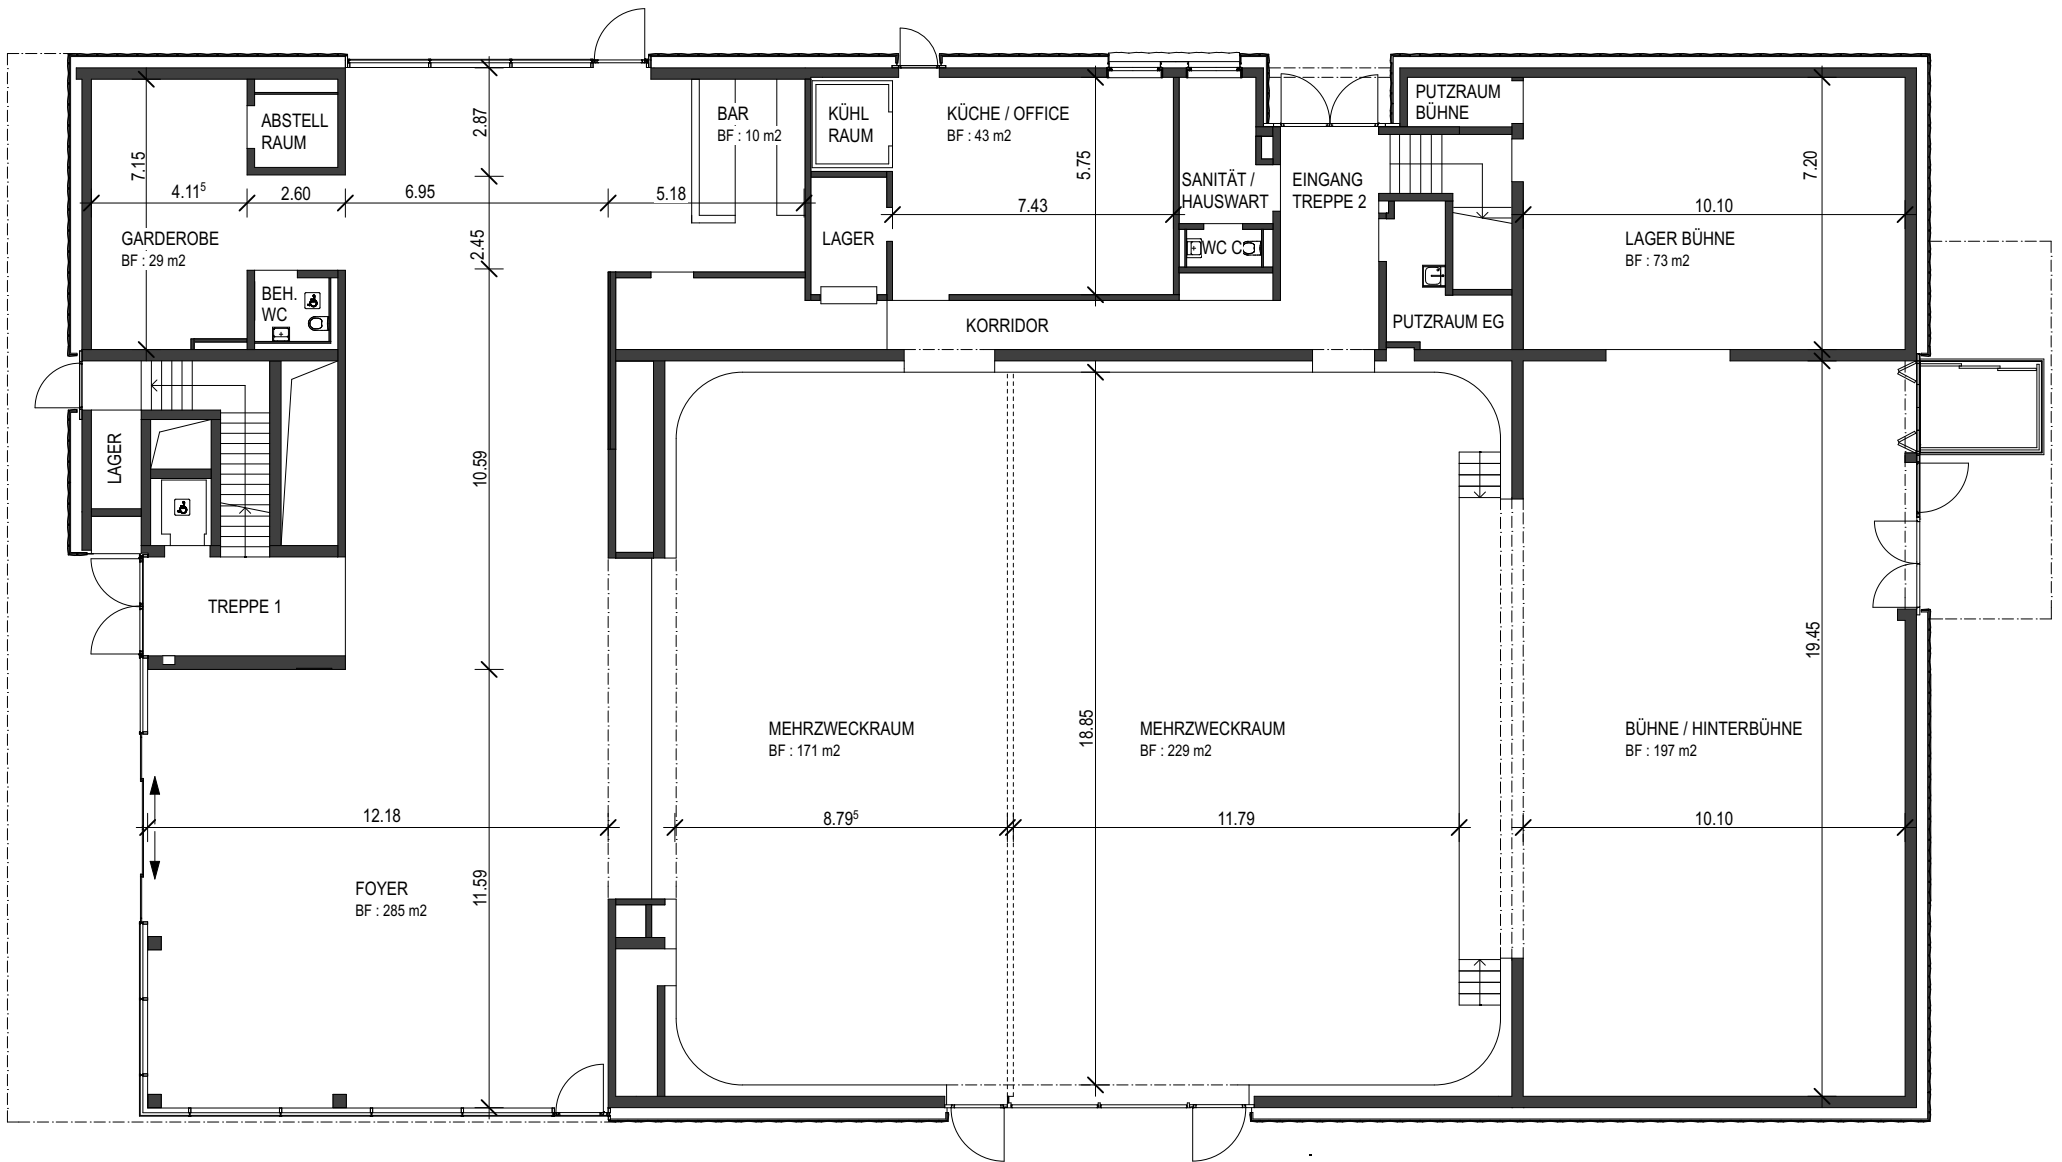 PUTZRAUM
BÜHNE
ABSTELL
RAUM
2.87
BAR
BF : 10 m2
KÜHL
RAUM
KÜCHE / OFFICE
BF : 43 m2
7.15
5.75
7.20
4.11⁵
2.60
6.95
5.18
7.43
SANITÄT /
HAUSWART
EINGANG
TREPPE 2
10.10
GARDEROBE
BF : 29 m2
2.45
LAGER
WC
LAGER BÜHNE
BF : 73 m2
BEH.
WC
KORRIDOR
PUTZRAUM EG
LAGER
10.59
TREPPE 1
18.85
19.45
MEHRZWECKRAUM
BF : 171 m2
MEHRZWECKRAUM
BF : 229 m2
BÜHNE / HINTERBÜHNE
BF : 197 m2
12.18
8.79⁵
11.79
10.10
FOYER
BF : 285 m2
11.59